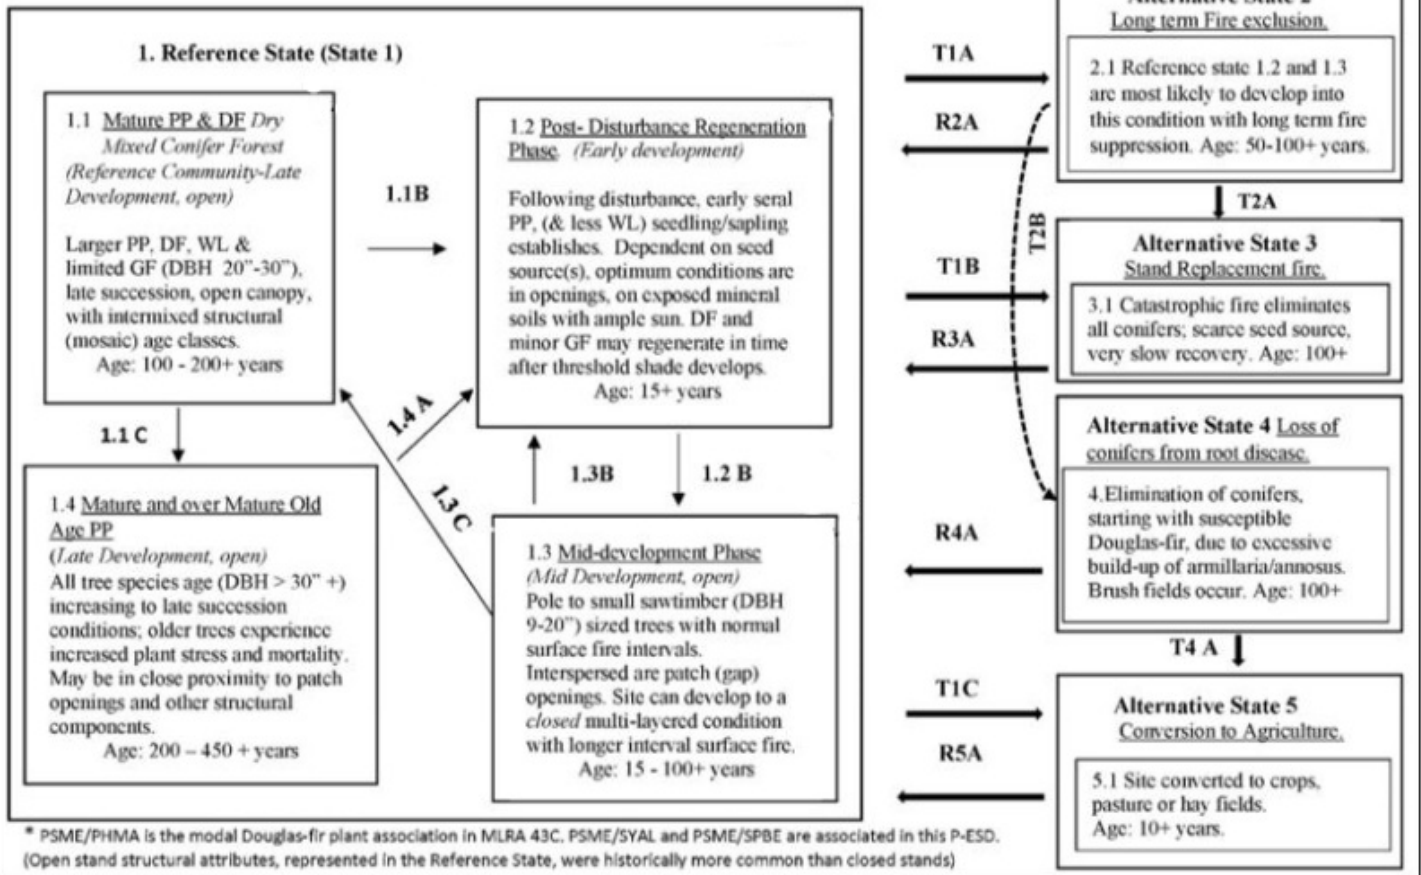 1. Reference State (State 1)
1.1 Mature PP & DF Dry
Mixed Conifer Forest
(Reference Community-Late
Development, open)
Larger PP, DF, WL &
limited GF (DBH 20"-30"),
late succession, open canopy,
with intermixed structural
(mosaic) age classes.
Age: 100 - 200+ years
1.1B
1.2 Post- Disturbance Regeneration
Phase. (Early development)
Following disturbance, early seral
PP, (& less WL) seedling/sapling
establishes. Dependent on seed
source(s), optimum conditions are
in openings, on exposed mineral
soils with ample sun. DF and
minor GF may regenerate in time
after threshold shade develops.
Age: 15+ years
1.1 C
1.4 A
1.3 C
1.3B
1.2 B
1.4 Mature and over Mature Old
Age PP
(Late Development, open)
All tree species age (DBH > 30" +)
increasing to late succession
conditions; older trees experience
increased plant stress and mortality.
May be in close proximity to patch
openings and other structural
components.
Age: 200 – 450 + years
1.3 Mid-development Phase
(Mid Development, open)
Pole to small sawtimber (DBH
9-20") sized trees with normal
surface fire intervals.
Interspersed are patch (gap)
openings. Site can develop to a
closed multi-layered condition
with longer interval surface fire.
Age: 15 - 100+ years
T1A
R2A
T1B
R3A
R4A
T1C
R5A
Alternative State 2
Long term Fire exclusion.
2.1 Reference state 1.2 and 1.3
are most likely to develop into
this condition with long term fire
suppression. Age: 50-100+ years.
T2A
T2B
Alternative State 3
Stand Replacement fire.
3.1 Catastrophic fire eliminates
all conifers; scarce seed source,
very slow recovery. Age: 100+
Alternative State 4 Loss of
conifers from root disease.
4.Elimination of conifers,
starting with susceptible
Douglas-fir, due to excessive
build-up of armillaria/annosus.
Brush fields occur. Age: 100+
T4 A
Alternative State 5
Conversion to Agriculture.
5.1 Site converted to crops,
pasture or hay fields.
Age: 10+ years.
* PSME/PHMA is the modal Douglas-fir plant association in MLRA 43C. PSME/SYAL and PSME/SPBE are associated in this P-ESD.
(Open stand structural attributes, represented in the Reference State, were historically more common than closed stands)